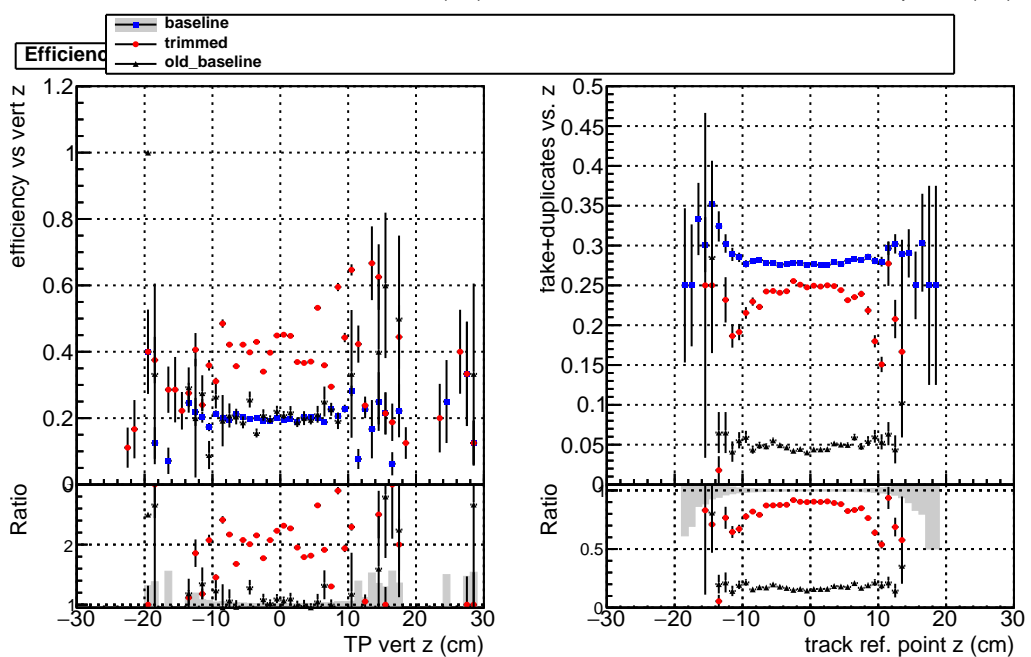 baseline
trimmed
old_baseline
Efficienc
efficiency vs vert z
1.2
1
0.8
0.6
0.4
0.2
0
Ratio
2
1
−30 −20 −10 0 10 20 30
TP vert z (cm)
fake+duplicates vs. z
0.5
0.45
0.4
0.35
0.3
0.25
0.2
0.15
0.1
0.05
0
Ratio
1
0.5
0
−30 −20 −10 0 10 20 30
track ref. point z (cm)